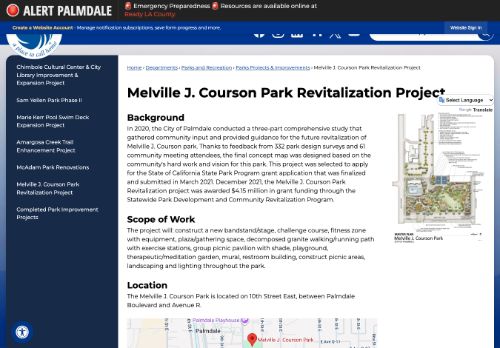 ALERT PALMDALE
🚨 Emergency Preparedness 🚨 Resources are available online at
Ready LA County.
Create a Website Account - Manage notification subscriptions, save form progress and more.
Website Sign In
a place to call home
Chimbole Cultural Center & City
Library Improvement &
Expansion Project
Sam Yellen Park Phase II
Marie Kerr Pool Swim Deck
Expansion Project
Amargosa Creek Trail
Enhancement Project
McAdam Park Renovations
Melville J. Courson Park
Revitalization Project
Completed Park Improvement
Projects
Home › Departments › Parks and Recreation › Parks Projects & Improvements › Melville J. Courson Park Revitalization Project
Melville J. Courson Park Revitalization Project
Select Language
Google Translate
Background
In 2020, the City of Palmdale conducted a three-part comprehensive study that
gathered community input and provided guidance for the future revitalization of
Melville J. Courson park. Thanks to feedback from 332 park design surveys and 61
community meeting attendees, the final concept map was designed based on the
community's hard work and vision for this park. This project was selected to apply
for the State of California State Park Program grant application that was finalized
and submitted in March 2021. December 2021, the Melville J. Courson Park
Revitalization project was awarded $4.15 million in grant funding through the
Statewide Park Development and Community Revitalization Program.
Melville J. Courson Park
Scope of Work
The project will construct a new bandstand/stage, challenge course, fitness zone
with equipment, plaza/gathering space, decomposed granite walking/running path
with exercise stations, group picnic pavilion with shade, playground,
therapeutic/meditation garden, mural, restroom building, construct picnic areas,
landscaping and lighting throughout the park.
Location
The Melville J. Courson Park is located on 10th Street East, between Palmdale
Boulevard and Avenue R.
Palmdale Playhouse
Palmdale
Melville J. Courson Park